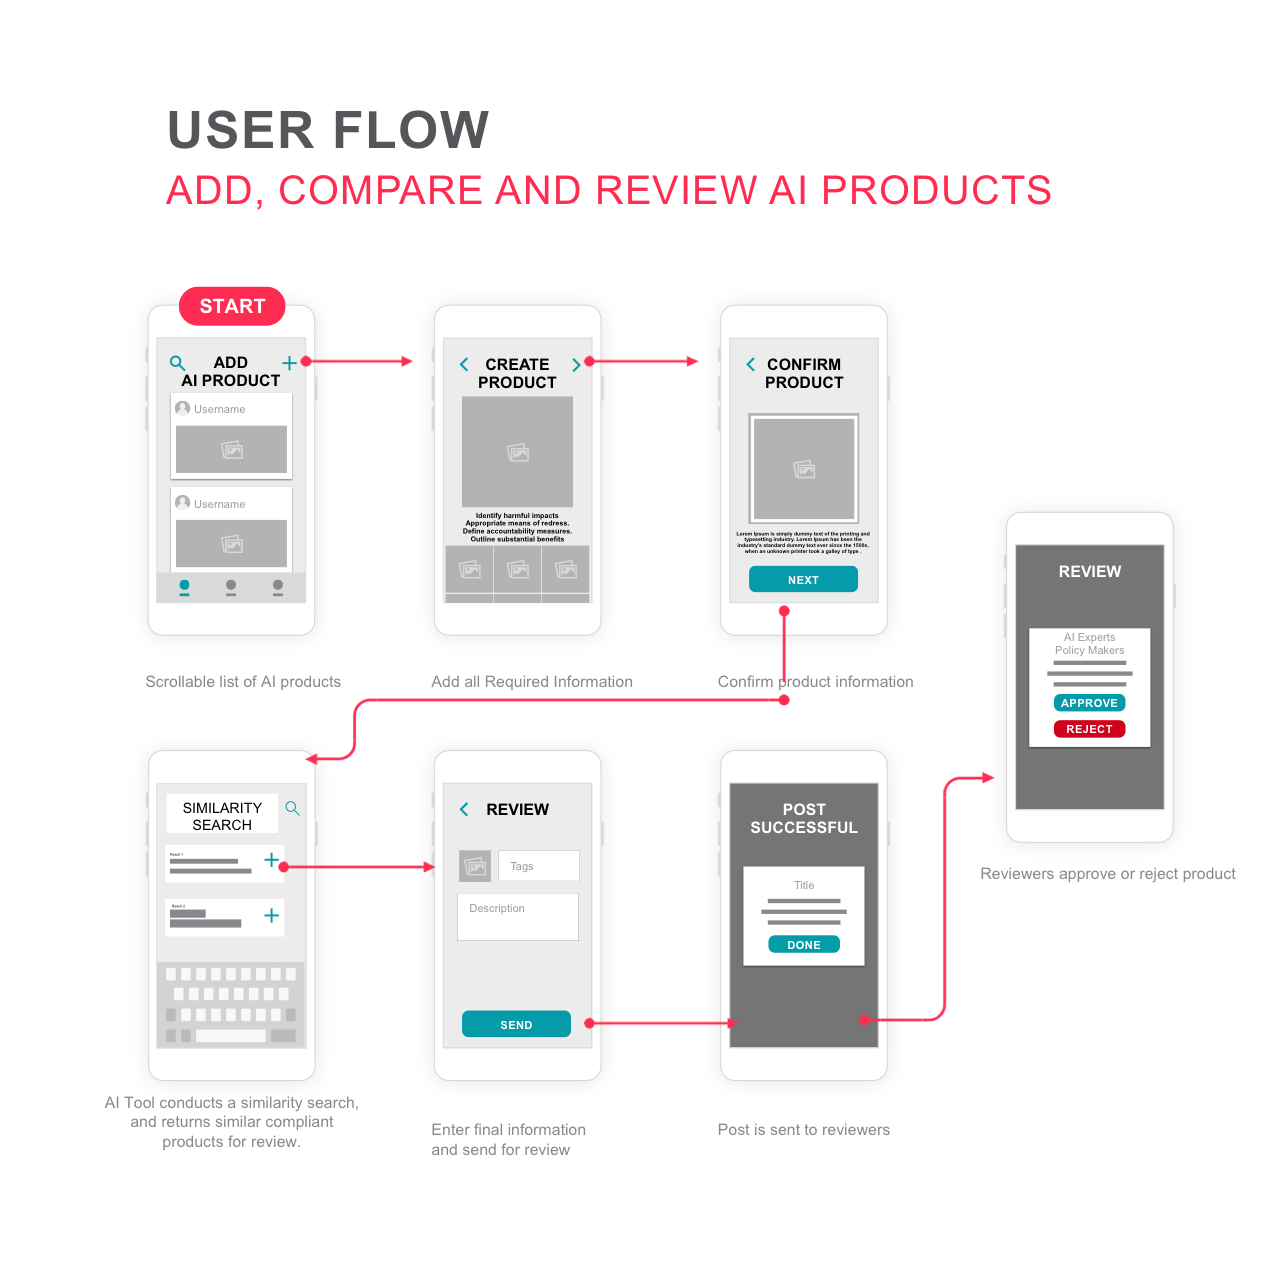 USER FLOW
ADD, COMPARE AND REVIEW AI PRODUCTS
START
ADD
AI PRODUCT
Username
Username
Scrollable list of AI products
CREATE
PRODUCT
Identify harmful impacts
Appropriate means of redress.
Define accountability measures.
Outline substantial benefits
Add all Required Information
CONFIRM
PRODUCT
Lorem Ipsum is simply dummy text of the printing and
typesetting industry. Lorem Ipsum has been the
industry's standard dummy text ever since the 1500s,
when an unknown printer took a galley of type .
NEXT
Confirm product information
SIMILARITY
SEARCH
Result 1
Result 2
AI Tool conducts a similarity search,
and returns similar compliant
products for review.
REVIEW
Tags
Description
SEND
Enter final information
and send for review
POST
SUCCESSFUL
Title
DONE
Post is sent to reviewers
REVIEW
AI Experts
Policy Makers
APPROVE
REJECT
Reviewers approve or reject product